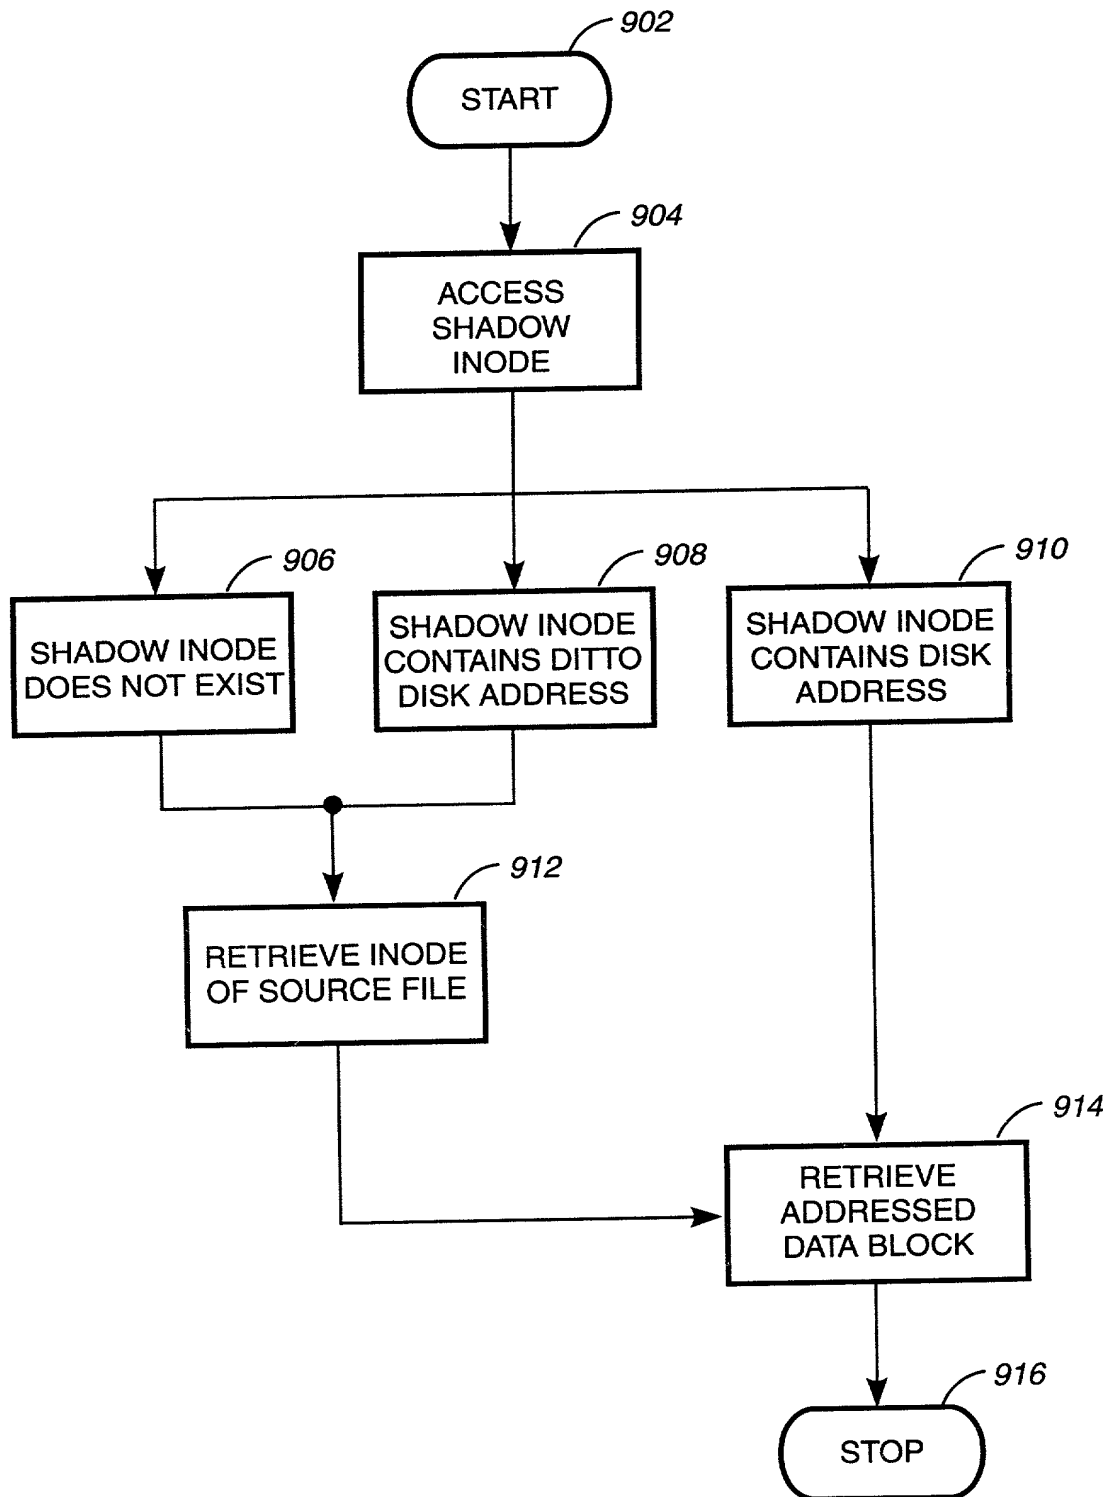 902
START
904
ACCESS
SHADOW
INODE
906
SHADOW INODE
DOES NOT EXIST
908
SHADOW INODE
CONTAINS DITTO
DISK ADDRESS
910
SHADOW INODE
CONTAINS DISK
ADDRESS
912
RETRIEVE INODE
OF SOURCE FILE
914
RETRIEVE
ADDRESSED
DATA BLOCK
916
STOP